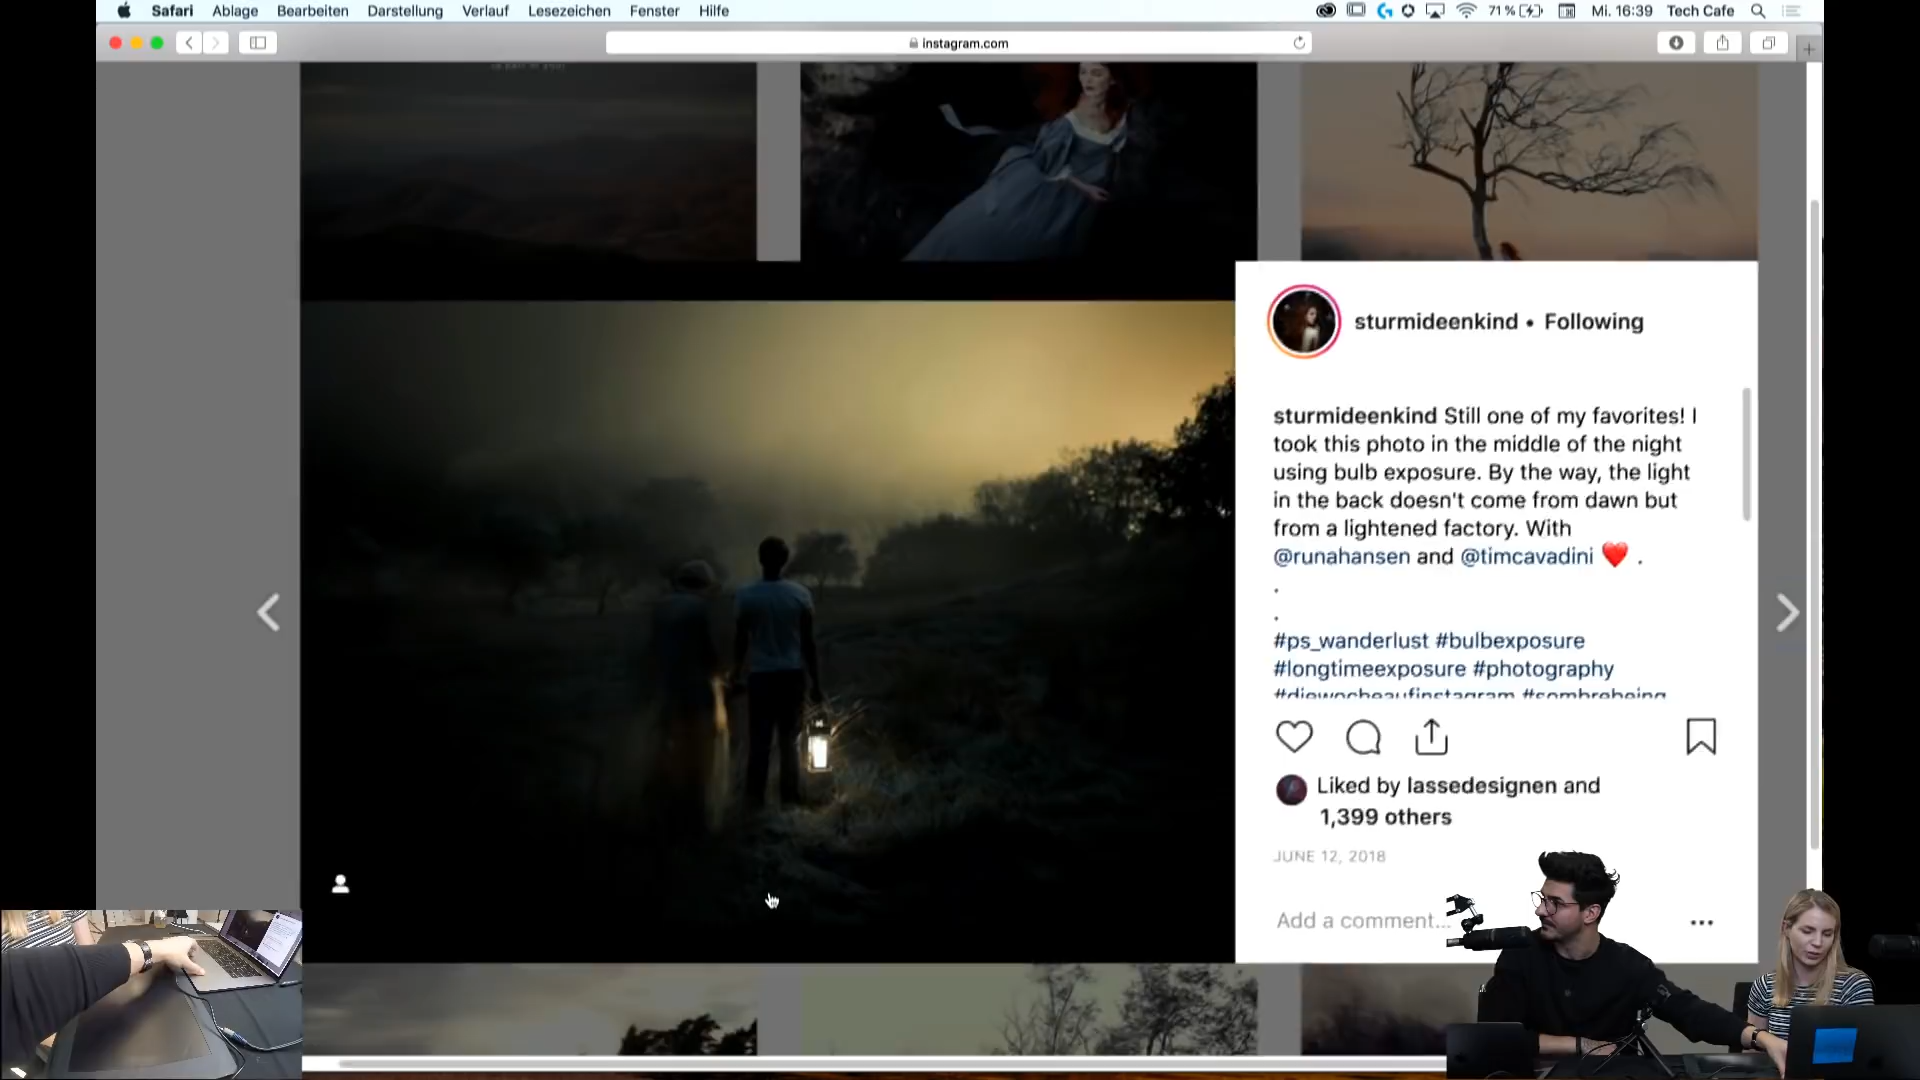 Safari Ablage Bearbeiten Darstellung Verlauf Lesezeichen Fenster Hilfe 71 % Mi. 16:39 Tech Cafe
instagram.com
sturmideenkind • Following
sturmideenkind Still one of my favorites! I
took this photo in the middle of the night
using bulb exposure. By the way, the light
in the back doesn't come from dawn but
from a lightened factory. With
@runahansen and @timcavadini ❤️ .
.
.
#ps_wanderlust #bulbexposure
#longtimeexposure #photography
#diewocheaufinstagram #sombrebeing
Liked by lassedesignen and
1,399 others
JUNE 12, 2018
Add a comment...